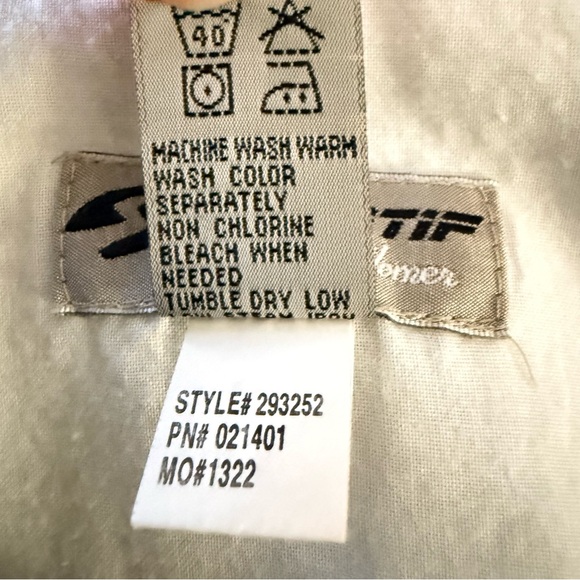 40
MACHINE WASH WARM
WASH COLOR
SEPARATELY
NON CHLORINE
BLEACH WHEN
NEEDED
TUMBLE DRY LOW
TIF
STYLE# 293252
PN# 021401
MO#1322